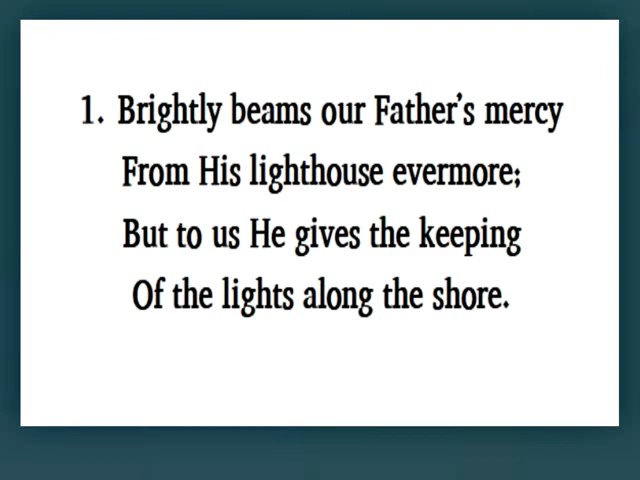 1. Brightly beams our Father's mercy
From His lighthouse evermore;
But to us He gives the keeping
Of the lights along the shore.